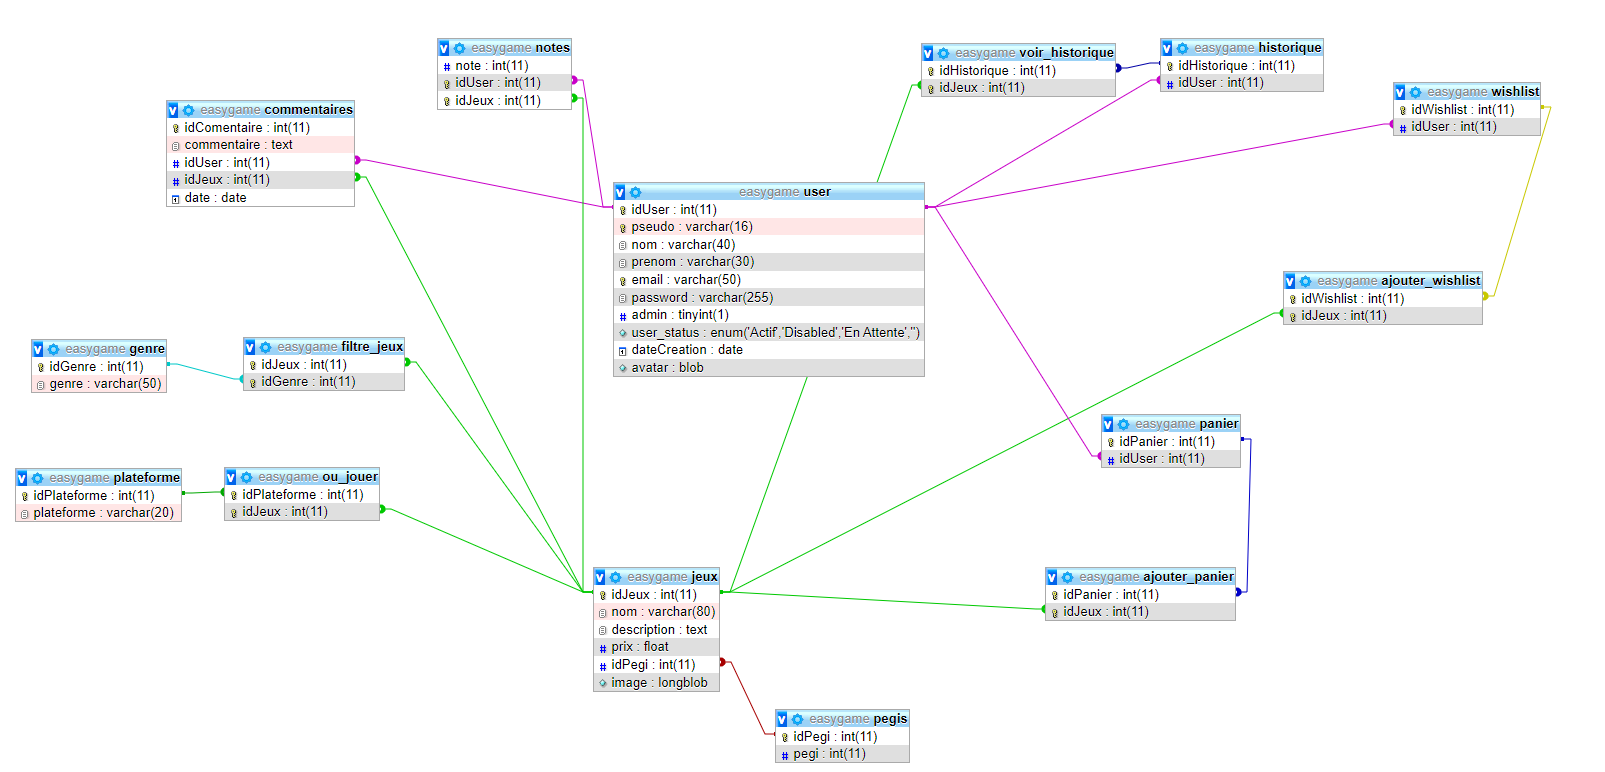 easygame notes
# note : int(11)
idUser : int(11)
idJeux : int(11)
easygame voir_historique
idHistorique : int(11)
idJeux : int(11)
easygame historique
idHistorique : int(11)
# idUser : int(11)
easygame wishlist
idWishlist : int(11)
# idUser : int(11)
easygame commentaires
idComentaire : int(11)
commentaire : text
# idUser : int(11)
# idJeux : int(11)
date : date
easygame user
idUser : int(11)
pseudo : varchar(16)
nom : varchar(40)
prenom : varchar(30)
email : varchar(50)
password : varchar(255)
# admin : tinyint(1)
user_status : enum('Actif','Disabled','En Attente','')
dateCreation : date
avatar : blob
easygame ajouter_wishlist
idWishlist : int(11)
idJeux : int(11)
easygame genre
idGenre : int(11)
genre : varchar(50)
easygame filtre_jeux
idJeux : int(11)
idGenre : int(11)
easygame panier
idPanier : int(11)
# idUser : int(11)
easygame plateforme
idPlateforme : int(11)
plateforme : varchar(20)
easygame ou_jouer
idPlateforme : int(11)
idJeux : int(11)
easygame jeux
idJeux : int(11)
nom : varchar(80)
description : text
# prix : float
# idPegi : int(11)
image : longblob
easygame ajouter_panier
idPanier : int(11)
idJeux : int(11)
easygame pegis
idPegi : int(11)
# pegi : int(11)